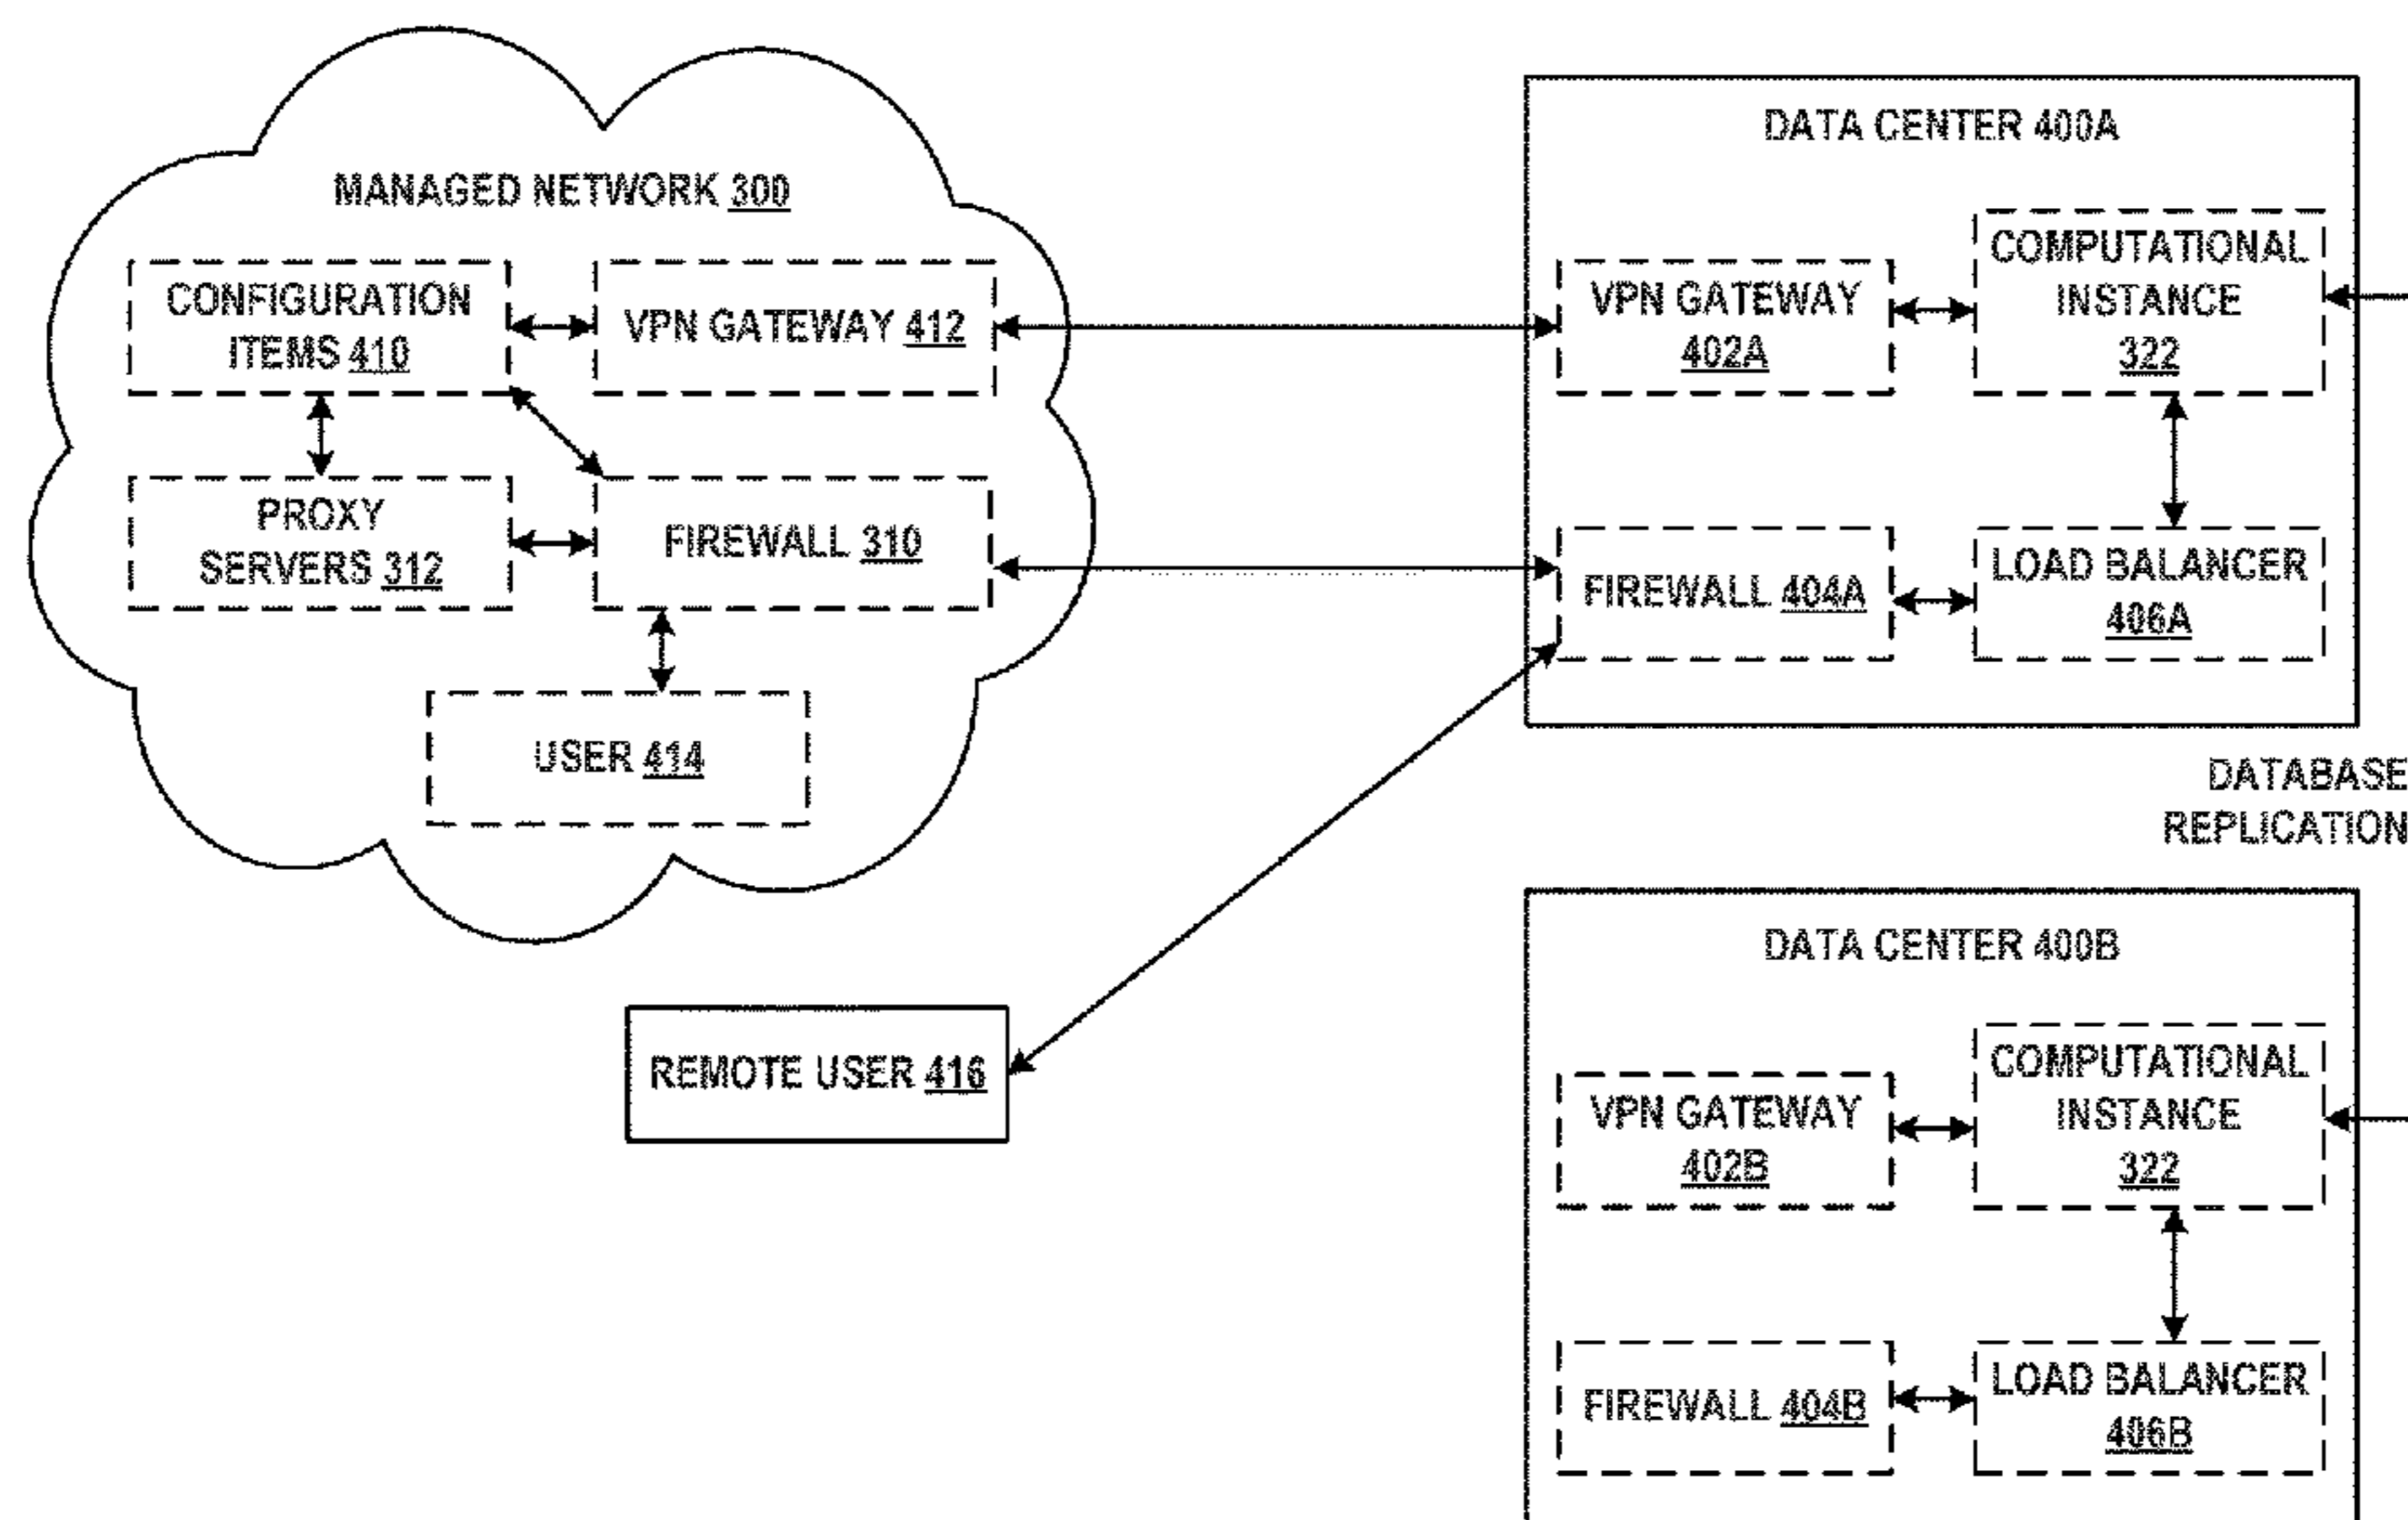 MANAGED NETWORK 300
CONFIGURATION
ITEMS 410
VPN GATEWAY 412
PROXY
SERVERS 312
FIREWALL 310
USER 414
REMOTE USER 416
DATA CENTER 400A
VPN GATEWAY
402A
COMPUTATIONAL
INSTANCE
322
FIREWALL 404A
LOAD BALANCER
406A
DATABASE
REPLICATION
DATA CENTER 400B
VPN GATEWAY
402B
COMPUTATIONAL
INSTANCE
322
FIREWALL 404B
LOAD BALANCER
406B